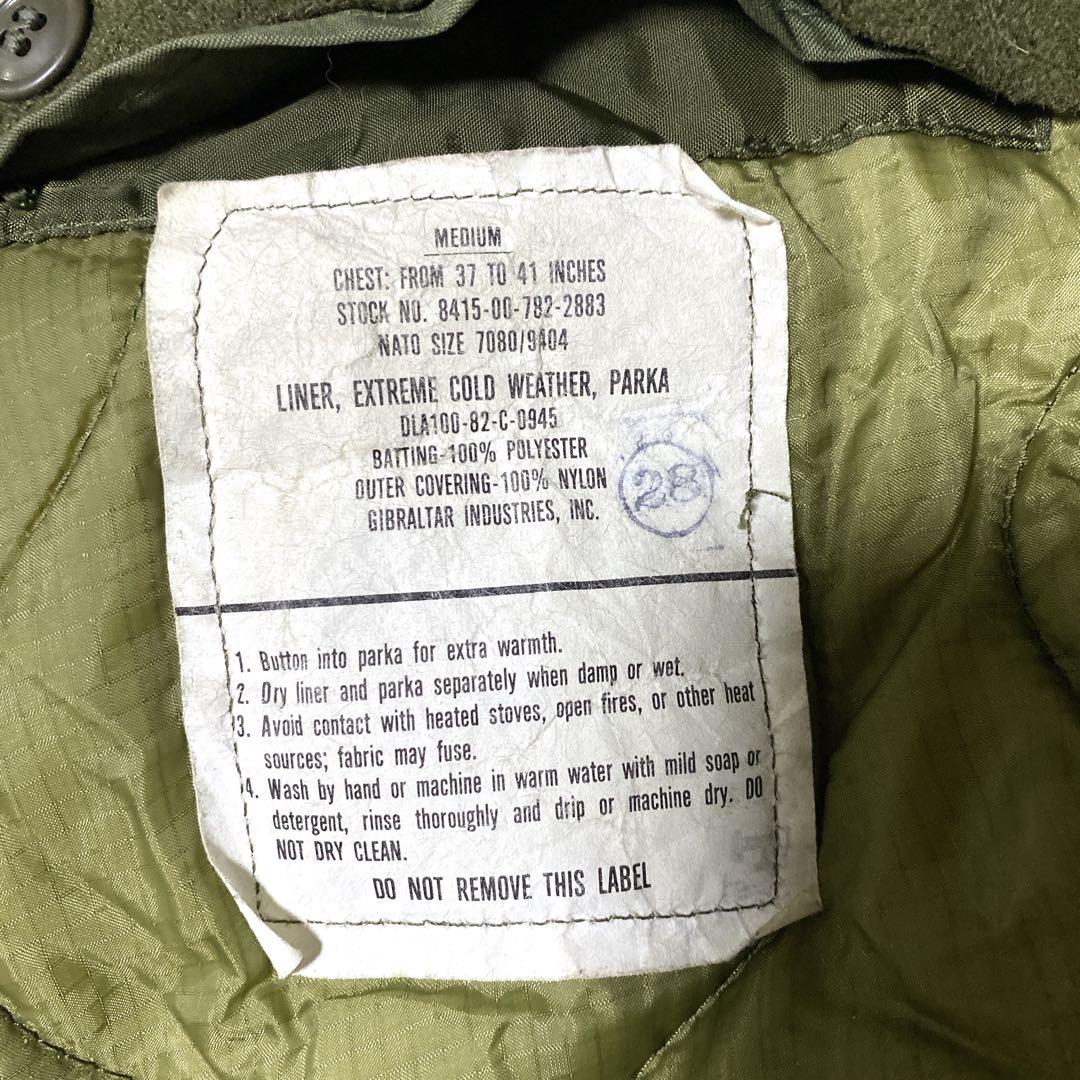 MEDIUM
CHEST: FROM 37 TO 41 INCHES
STOCK NO. 8415-00-782-2883
NATO SIZE 7080/9404
LINER, EXTREME COLD WEATHER, PARKA
DLA100-82-C-0945
BATTING-100% POLYESTER
OUTER COVERING-100% NYLON
GIBRALTAR INDUSTRIES, INC.
28
1. Button into parka for extra warmth.
2. Dry liner and parka separately when damp or wet.
3. Avoid contact with heated stoves, open fires, or other heat
sources; fabric may fuse.
4. Wash by hand or machine in warm water with mild soap or
detergent, rinse thoroughly and drip or machine dry. DO
NOT DRY CLEAN.
DO NOT REMOVE THIS LABEL